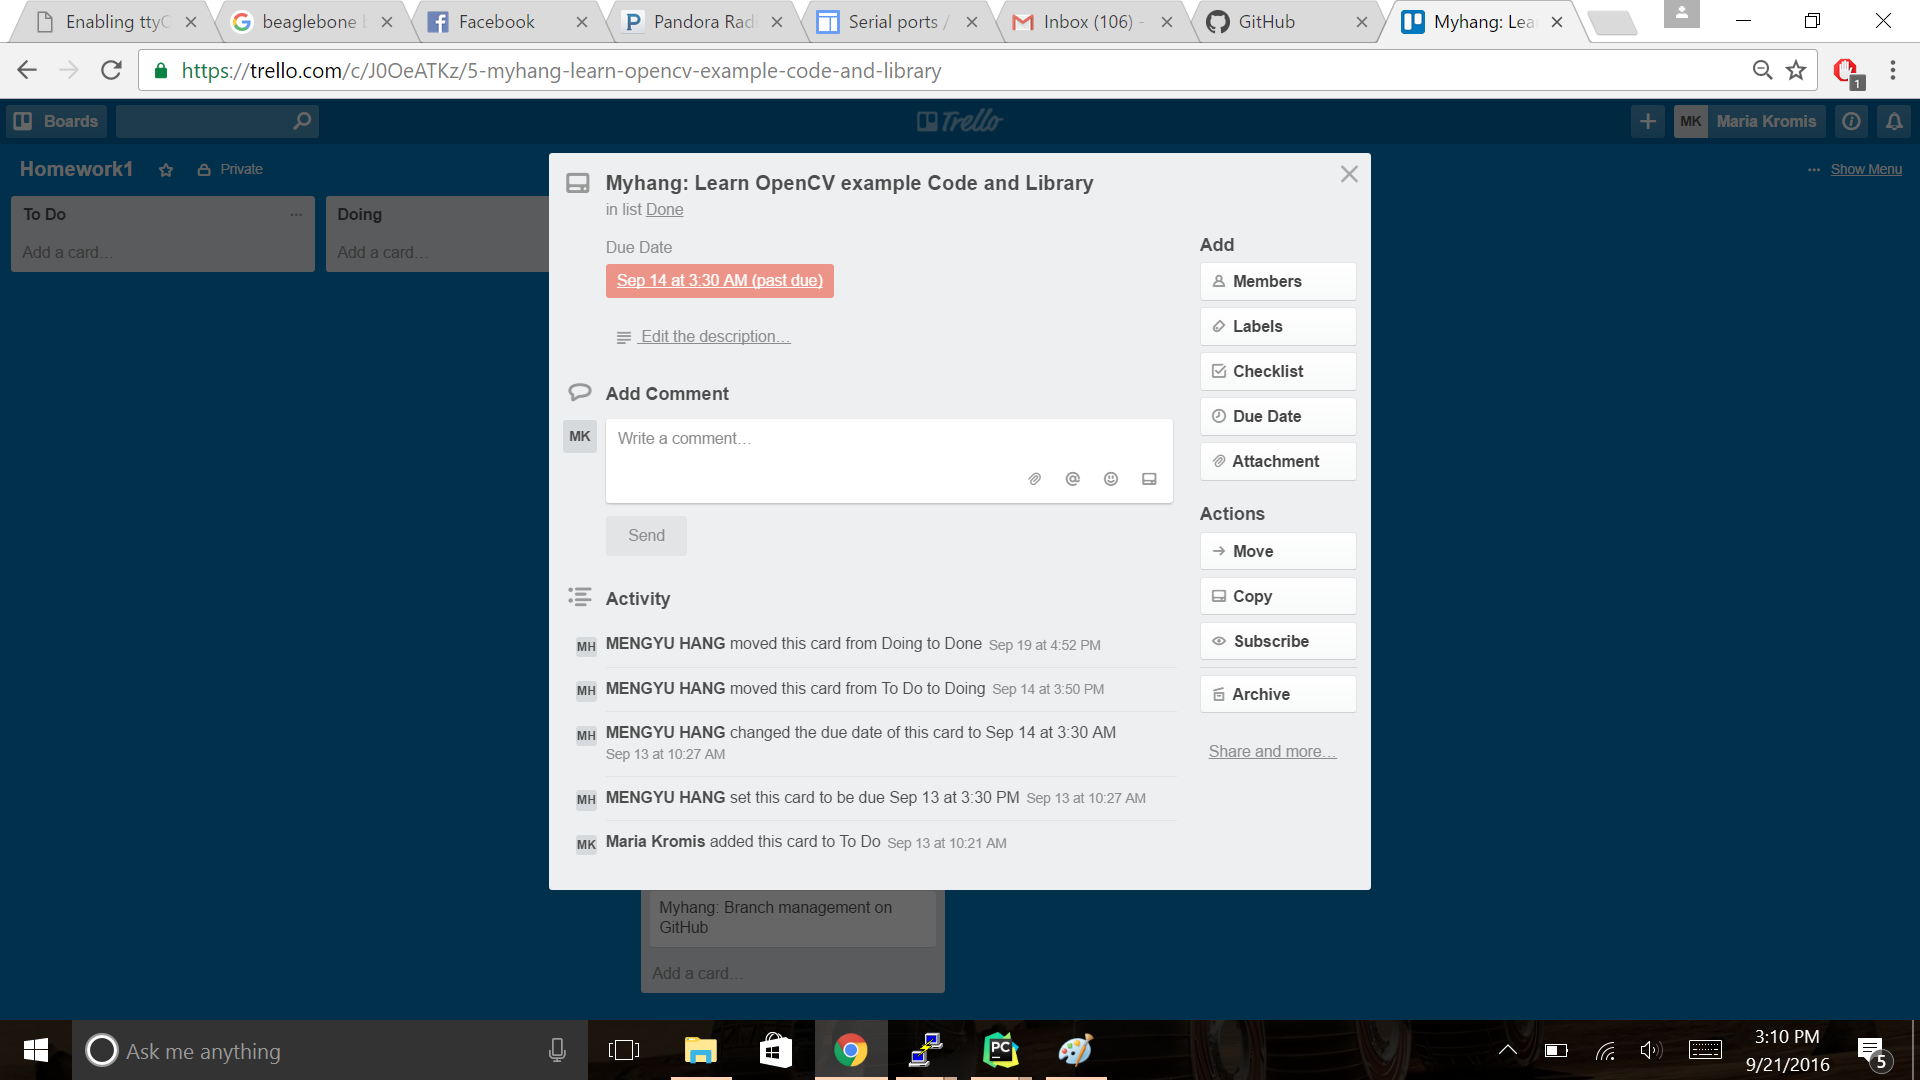 Enabling ttyO
beaglebone b
Facebook
Pandora Radi
Serial ports /
Inbox (106) -
GitHub
Myhang: Lear
https://trello.com/c/J0OeATKz/5-myhang-learn-opencv-example-code-and-library
1
Boards
Trello
MK Maria Kromis
Homework1
Private
Show Menu
To Do
Add a card…
Doing
Add a card…
Myhang: Learn OpenCV example Code and Library
in list Done
Due Date
Sep 14 at 3:30 AM (past due)
Edit the description…
Add Comment
MK
Write a comment…
Send
Activity
MH MENGYU HANG moved this card from Doing to Done Sep 19 at 4:52 PM
MH MENGYU HANG moved this card from To Do to Doing Sep 14 at 3:50 PM
MH MENGYU HANG changed the due date of this card to Sep 14 at 3:30 AM
Sep 13 at 10:27 AM
MH MENGYU HANG set this card to be due Sep 13 at 3:30 PM Sep 13 at 10:27 AM
MK Maria Kromis added this card to To Do Sep 13 at 10:21 AM
Add
Members
Labels
Checklist
Due Date
Attachment
Actions
Move
Copy
Subscribe
Archive
Share and more…
Myhang: Branch management on
GitHub
Add a card…
Ask me anything
PC
3:10 PM
9/21/2016
5